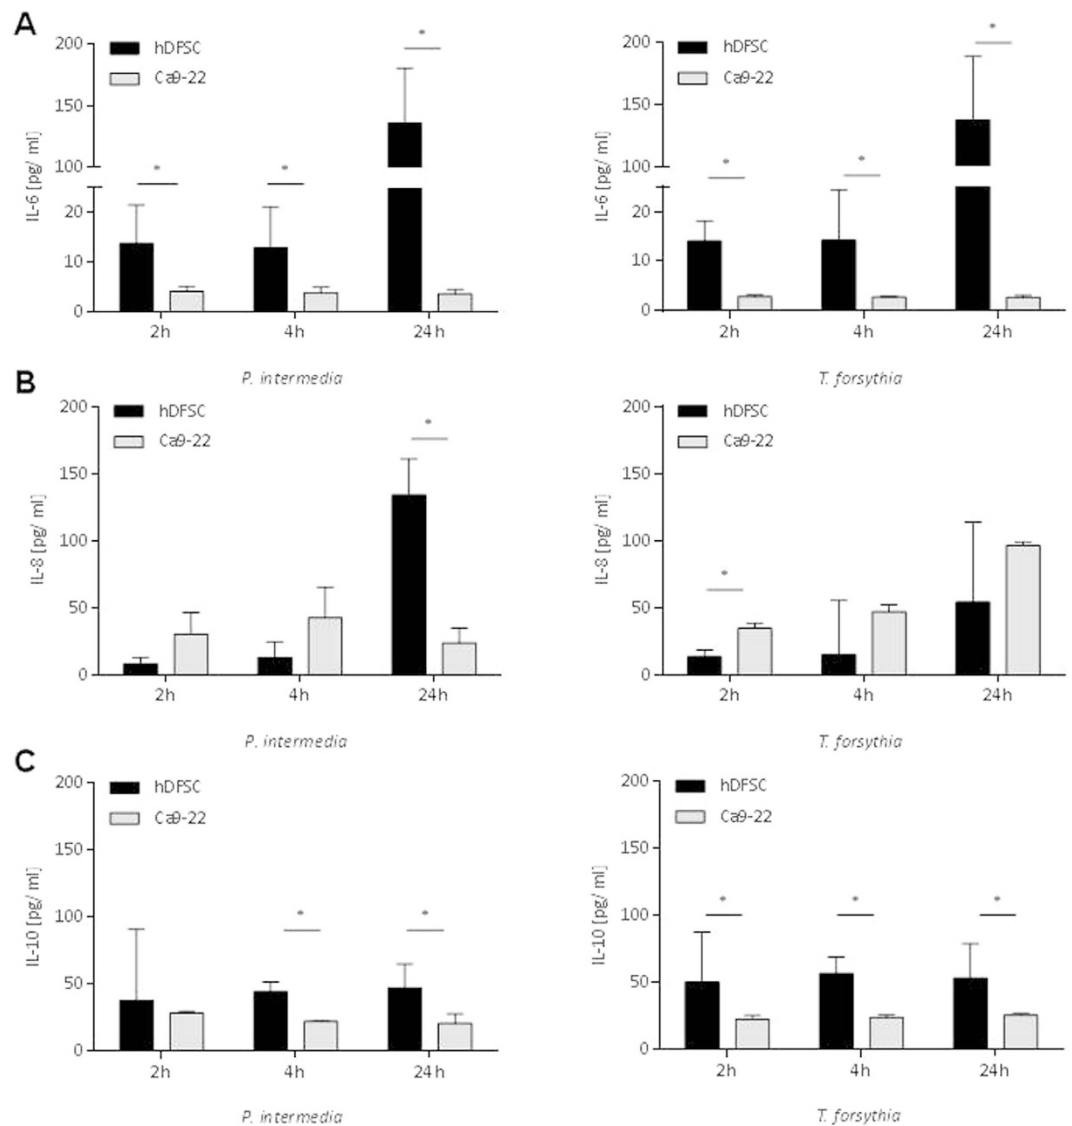 A
200
150
100
20
10
0
IL-6 [pg/ ml]
hDFSC
Ca9-22
*
*
*
2h
4h
24h
P. intermedia
200
150
100
20
10
0
IL-6 [pg/ ml]
hDFSC
Ca9-22
*
*
*
2h
4h
24h
T. forsythia
B
200
150
100
50
0
IL-8 [pg/ ml]
hDFSC
Ca9-22
*
2h
4h
24h
P. intermedia
200
150
100
50
0
IL-8 [pg/ ml]
hDFSC
Ca9-22
*
2h
4h
24h
T. forsythia
C
200
150
100
50
0
IL-10 [pg/ ml]
hDFSC
Ca9-22
*
*
2h
4h
24h
P. intermedia
200
150
100
50
0
IL-10 [pg/ ml]
hDFSC
Ca9-22
*
*
*
2h
4h
24h
T. forsythia